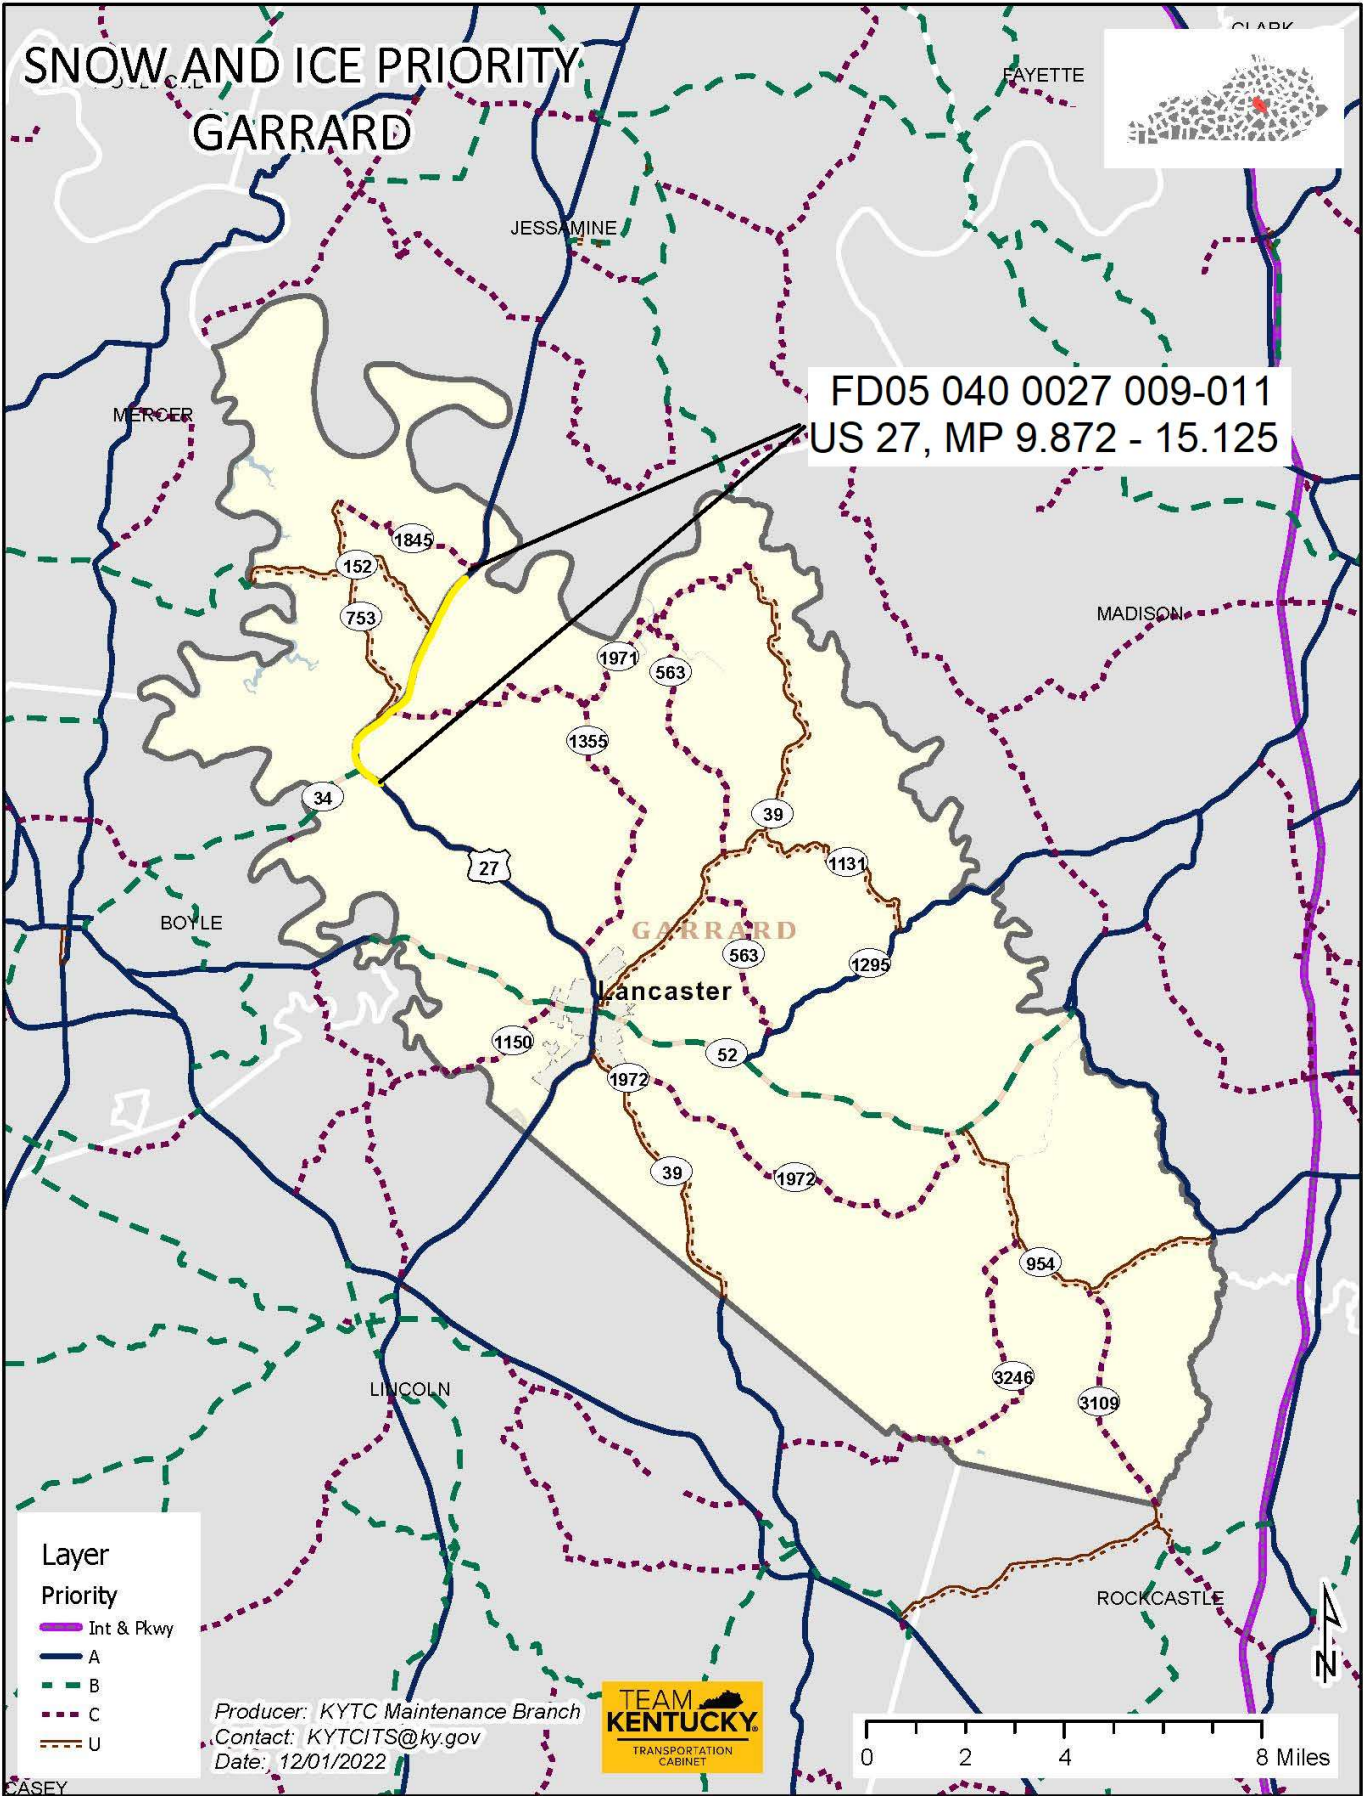 SNOW AND ICE PRIORITY
GARRARD
CLARK
FAYETTE
JESSAMINE
MERCER
FD05 040 0027 009-011
US 27, MP 9.872 - 15.125
1845
152
753
MADISON
1971
563
1355
34
39
27
1131
BOYLE
GARRARD
563
1295
Lancaster
1150
52
1972
39
1972
954
3246
3109
LINCOLN
ROCKCASTLE
Layer
Priority
Int & Pkwy
A
B
C
U
Producer: KYTC Maintenance Branch
Contact: KYTCITS@ky.gov
Date: 12/01/2022
TEAM
KENTUCKY
TRANSPORTATION
CABINET
N
0 2 4 8 Miles
CASEY